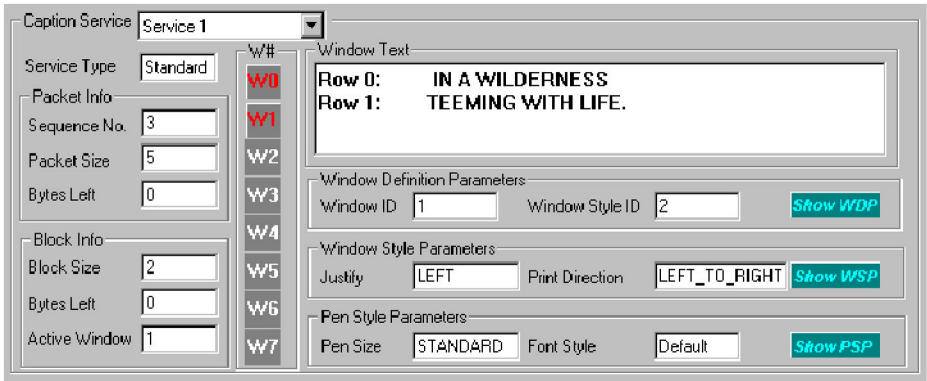 Caption Service Service 1
Service Type Standard
Packet Info
Sequence No. 3
Packet Size 5
Bytes Left 0
Block Info
Block Size 2
Bytes Left 0
Active Window 1
W#
W0
W1
W2
W3
W4
W5
W6
W7
Window Text
Row 0: IN A WILDERNESS
Row 1: TEEMING WITH LIFE.
Window Definition Parameters
Window ID 1 Window Style ID 2 Show WDP
Window Style Parameters
Justify LEFT Print Direction LEFT_TO_RIGHT Show WSP
Pen Style Parameters
Pen Size STANDARD Font Style Default Show PSP